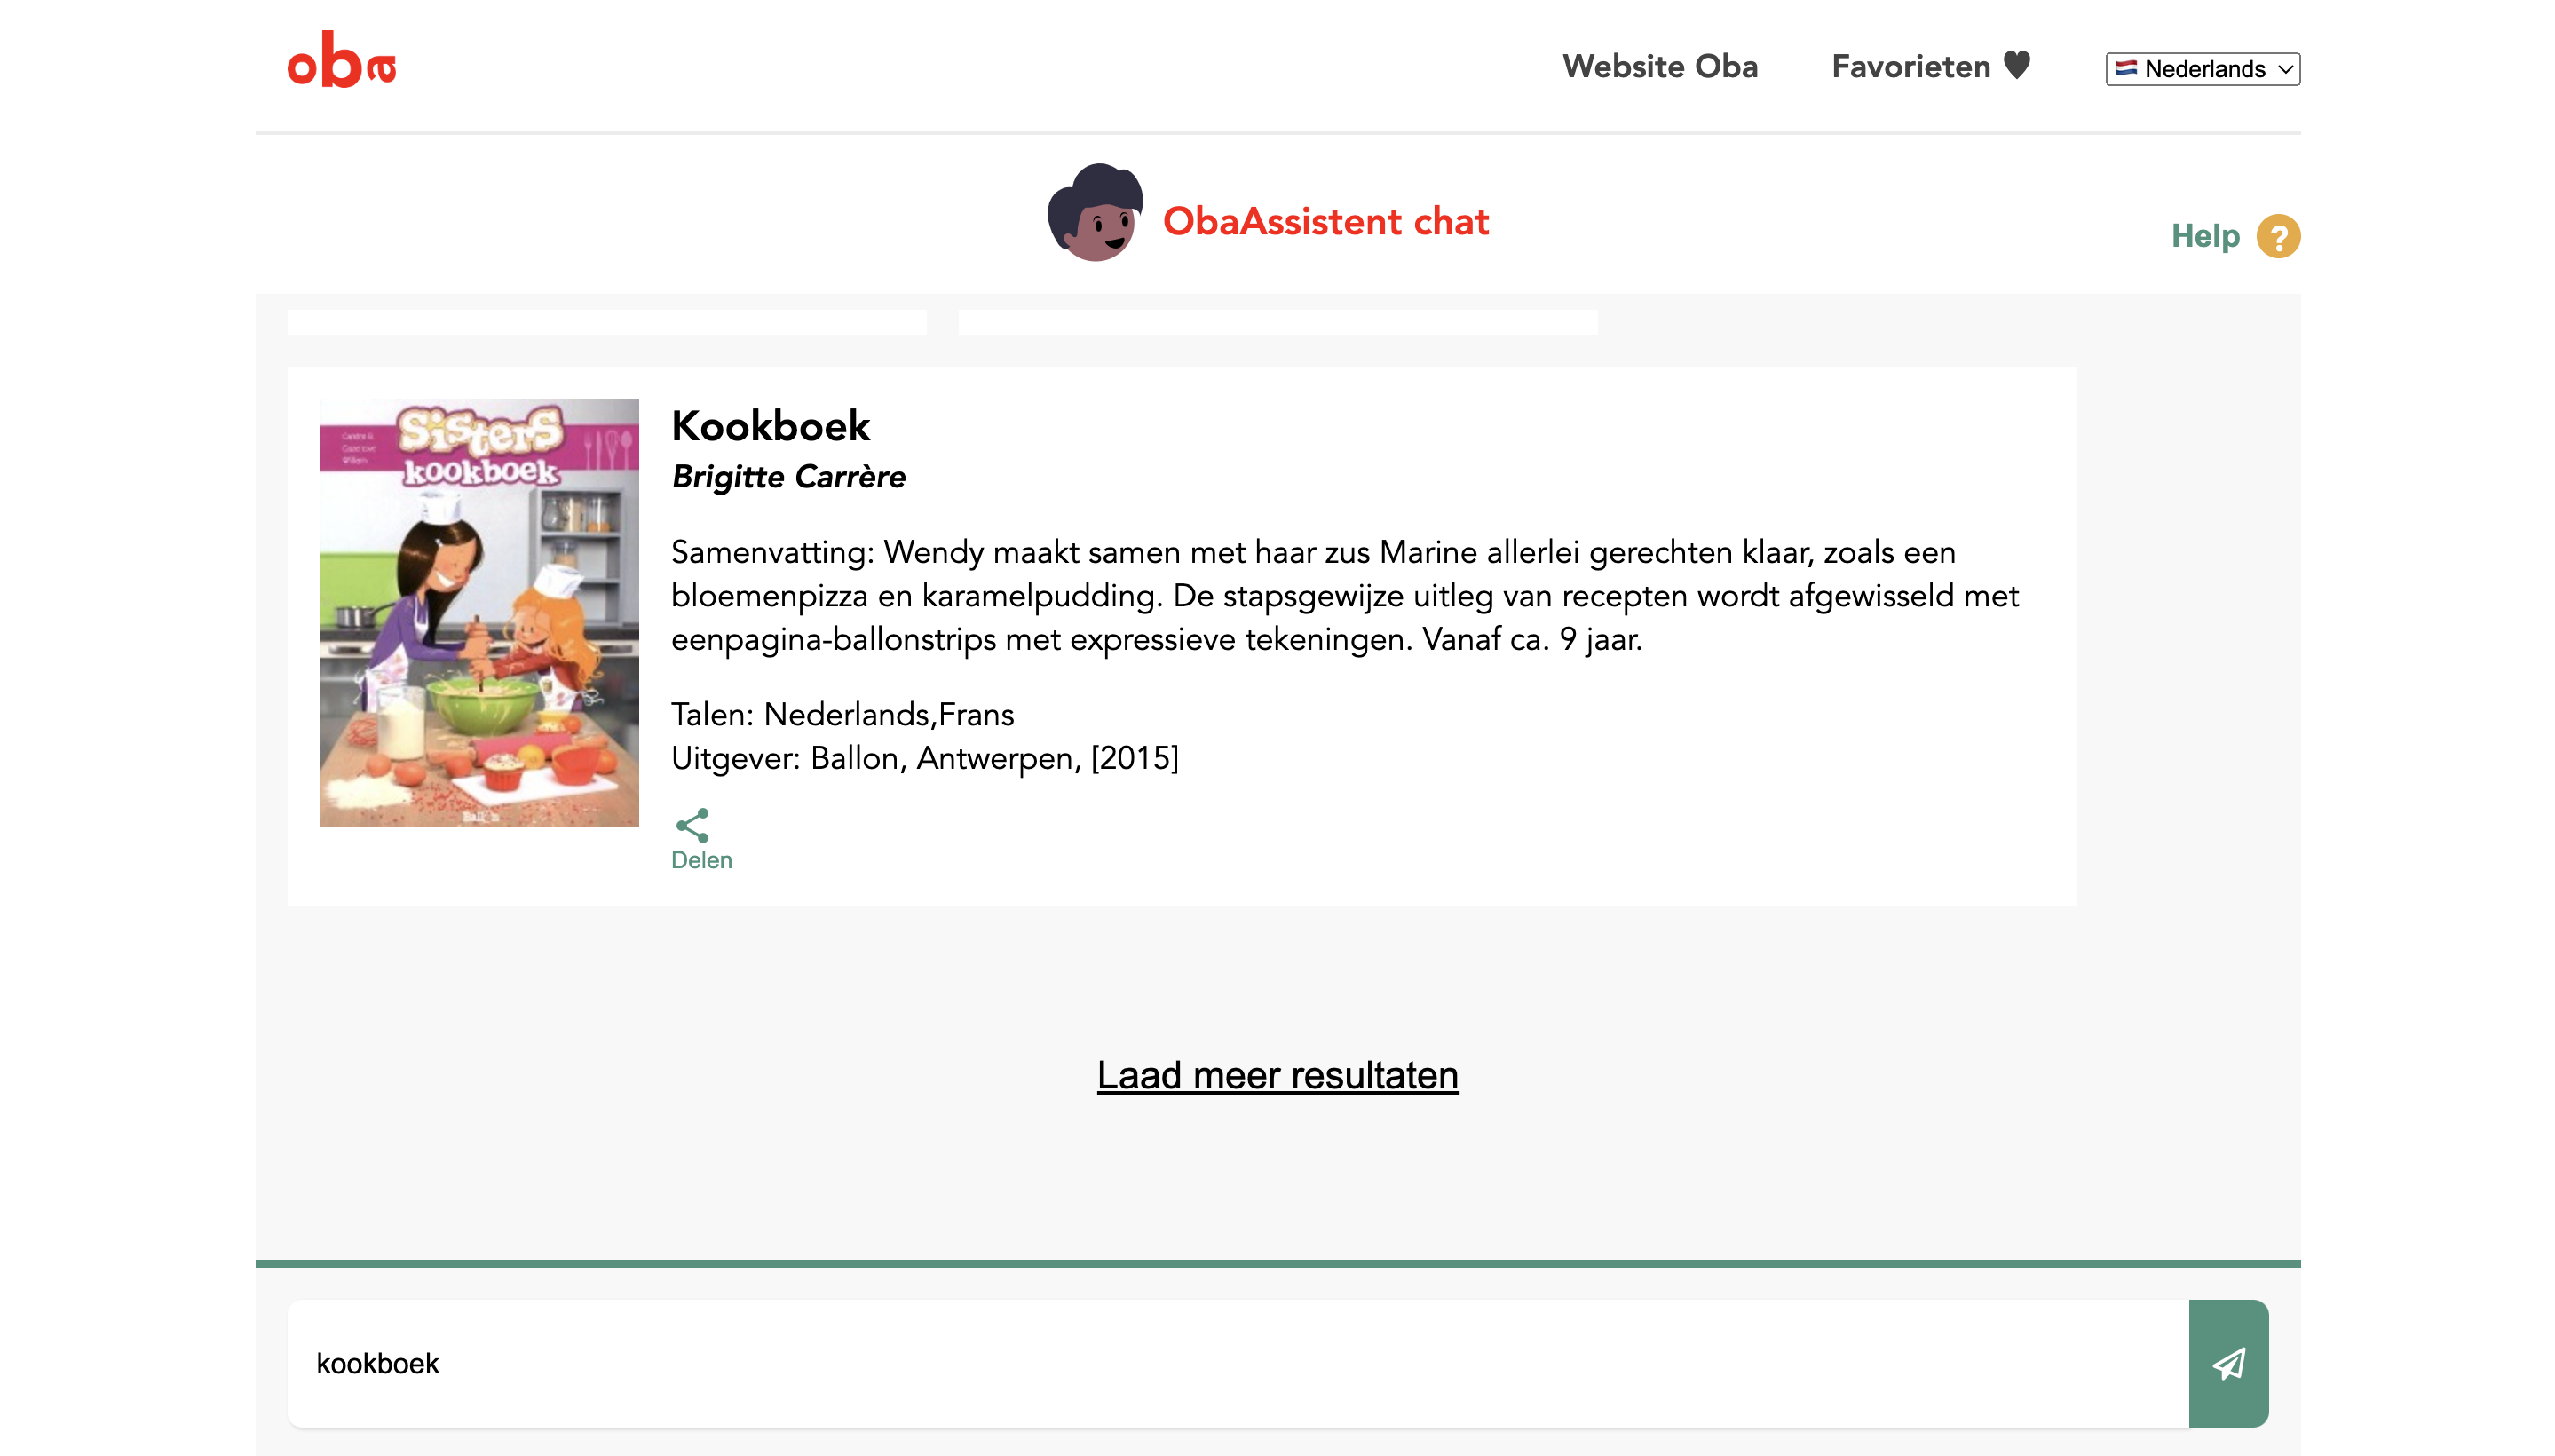 oba
Website Oba
Favorieten
Nederlands
ObaAssistent chat
Help ?
Sisters
kookboek
Kookboek
Brigitte Carrère
Samenvatting: Wendy maakt samen met haar zus Marine allerlei gerechten klaar, zoals een
bloemenpizza en karamelpudding. De stapsgewijze uitleg van recepten wordt afgewisseld met
eenpagina-ballonstrips met expressieve tekeningen. Vanaf ca. 9 jaar.
Talen: Nederlands,Frans
Uitgever: Ballon, Antwerpen, [2015]
Delen
Laad meer resultaten
kookboek